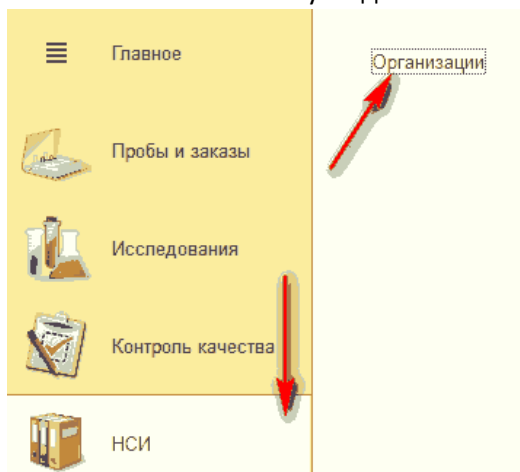 Главное
Организации
Пробы и заказы
Исследования
Контроль качества
НСИ